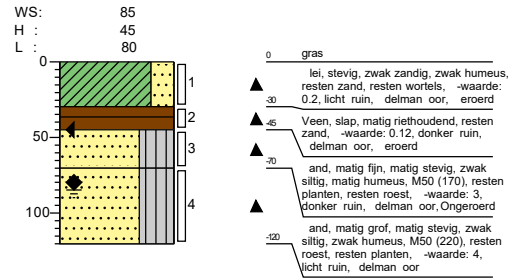 WS: 85
H : 45
L : 80
0
50
100
1
2
3
4
0 gras
lei, stevig, zwak zandig, zwak humeus,
resten zand, resten wortels, -waarde:
0.2, licht ruin, delman oor, eroerd
-30
Veen, slap, matig riethoudend, resten
zand, -waarde: 0.12, donker ruin,
delman oor, eroerd
-45
-70
and, matig fijn, matig stevig, zwak
siltig, matig humeus, M50 (170), resten
planten, resten roest, -waarde: 3,
donker ruin, delman oor, Ongeroerd
-120
and, matig grof, matig stevig, zwak
siltig, zwak humeus, M50 (220), resten
roest, resten planten, -waarde: 4,
licht ruin, delman oor